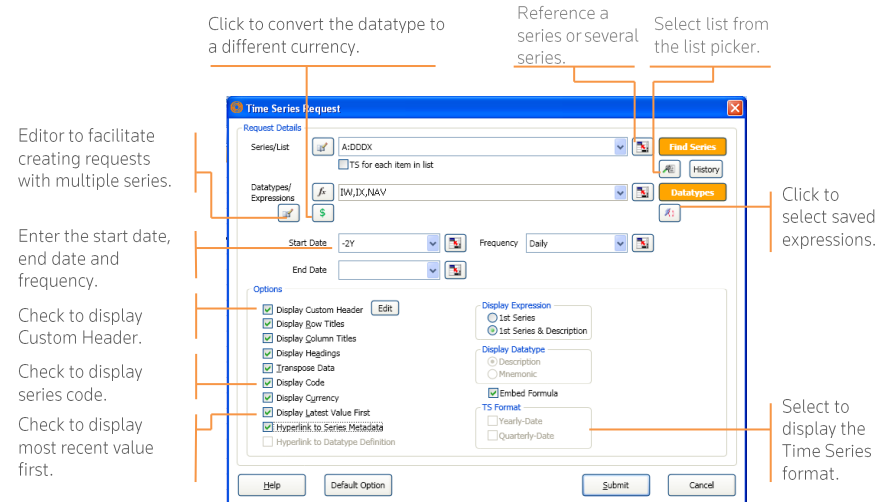 Click to convert the datatype to
a different currency.
Reference a
series or several
series.
Select list from
the list picker.
Time Series Request
Editor to facilitate
creating requests
with multiple series.
Request Details
Series/List
A:DDDX
Find Series
TS for each item in list
History
Datatypes/
Expressions
fx
IW,IX,NAV
Datatypes
$
Click to
select saved
expressions.
Enter the start date,
end date and
frequency.
Start Date
-2Y
Frequency
Daily
End Date
Options
Check to display
Custom Header.
Display Custom Header
Edit
Display Row Titles
Display Column Titles
Display Headings
Transpose Data
Display Code
Display Currency
Display Latest Value First
Hyperlink to Series Metadata
Hyperlink to Datatype Definition
Display Expression
1st Series
1st Series & Description
Display Datatype
Description
Mnemonic
Embed Formula
TS Format
Yearly-Date
Quarterly-Date
Check to display
series code.
Check to display
most recent value
first.
Select to
display the
Time Series
format.
Help
Default Option
Submit
Cancel